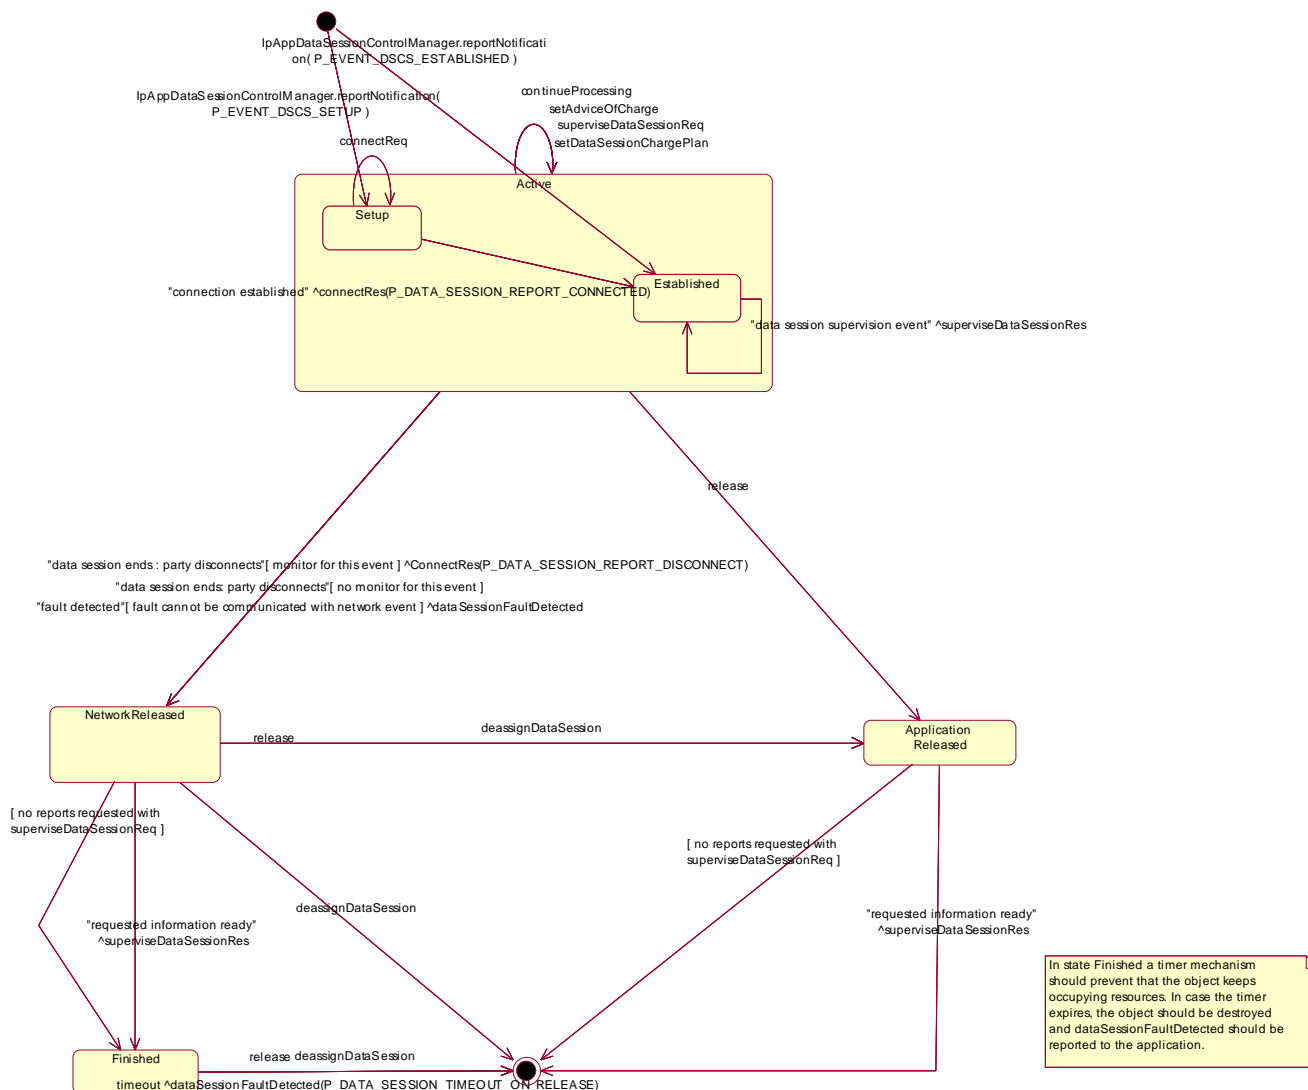 IpAppDataSessionControlManager.reportNotificati
on( P_EVENT_DSCS_ESTABLISHED )
IpAppDataSessionControlManager.reportNotification(
P_EVENT_DSCS_SETUP )
continueProcessing
setAdviceOfCharge
superviseDataSessionReq
setDataSessionChargePlan
connectReq
Active
Setup
Established
"connection established" ^connectRes(P_DATA_SESSION_REPORT_CONNECTED)
"data session supervision event" ^superviseDataSessionRes
release
"data session ends : party disconnects"[ monitor for this event ] ^ConnectRes(P_DATA_SESSION_REPORT_DISCONNECT)
"data session ends: party disconnects"[ no monitor for this event ]
"fault detected"[ fault cannot be communicated with network event ] ^dataSessionFaultDetected
NetworkReleased
release
deassignDataSession
Application
Released
[ no reports requested with
superviseDataSessionReq ]
[ no reports requested with
superviseDataSessionReq ]
"requested information ready"
^superviseDataSessionRes
deassignDataSession
"requested information ready"
^superviseDataSessionRes
In state Finished a timer mechanism
should prevent that the object keeps
occupying resources. In case the timer
expires, the object should be destroyed
and dataSessionFaultDetected should be
reported to the application.
Finished
release deassignDataSession
timeout ^dataSessionFaultDetected(P_DATA_SESSION_TIMEOUT_ON_RELEASE)